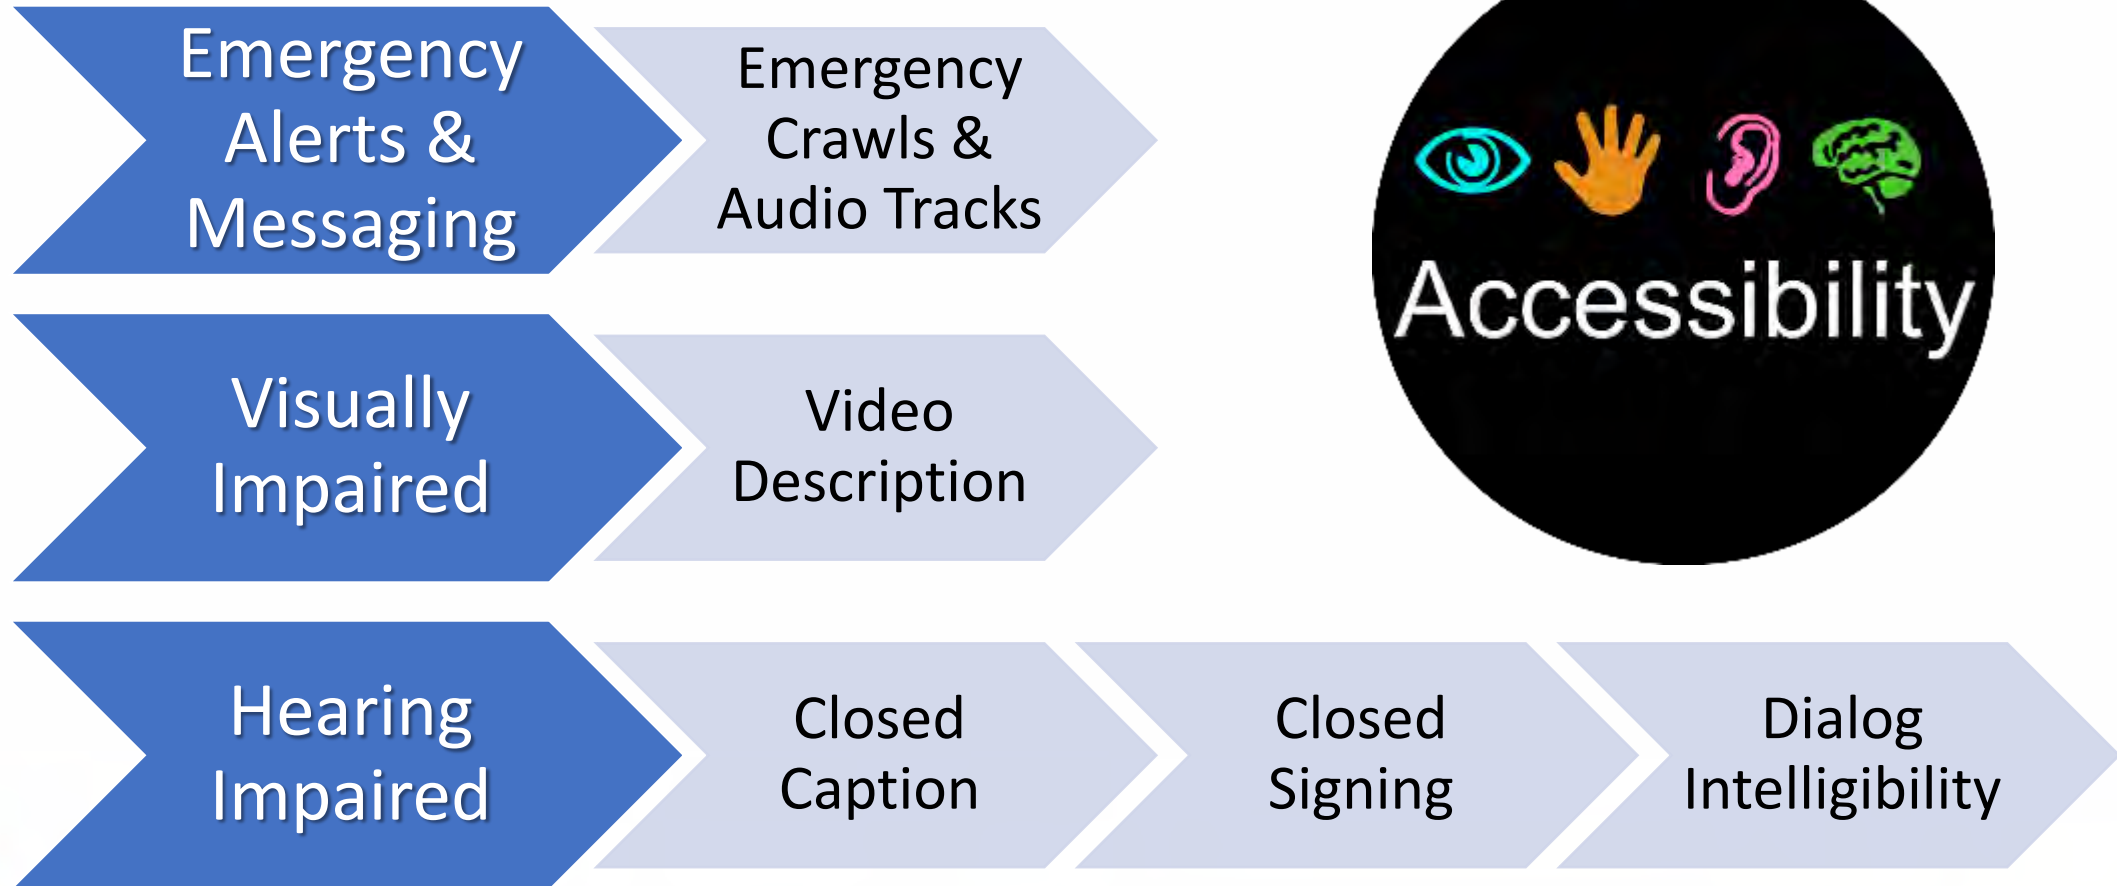 Emergency
Alerts &
Messaging
Emergency
Crawls &
Audio Tracks
Accessibility
Visually
Impaired
Video
Description
Hearing
Impaired
Closed
Caption
Closed
Signing
Dialog
Intelligibility